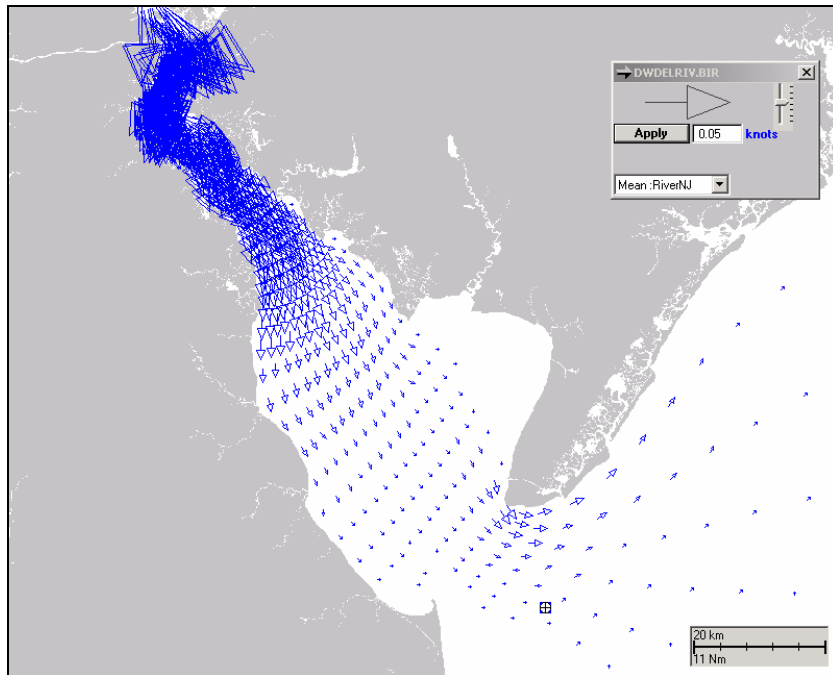 DWDELRIV.BIR
Apply 0.05 knots
Mean :RiverNJ
20 km
11 Nm